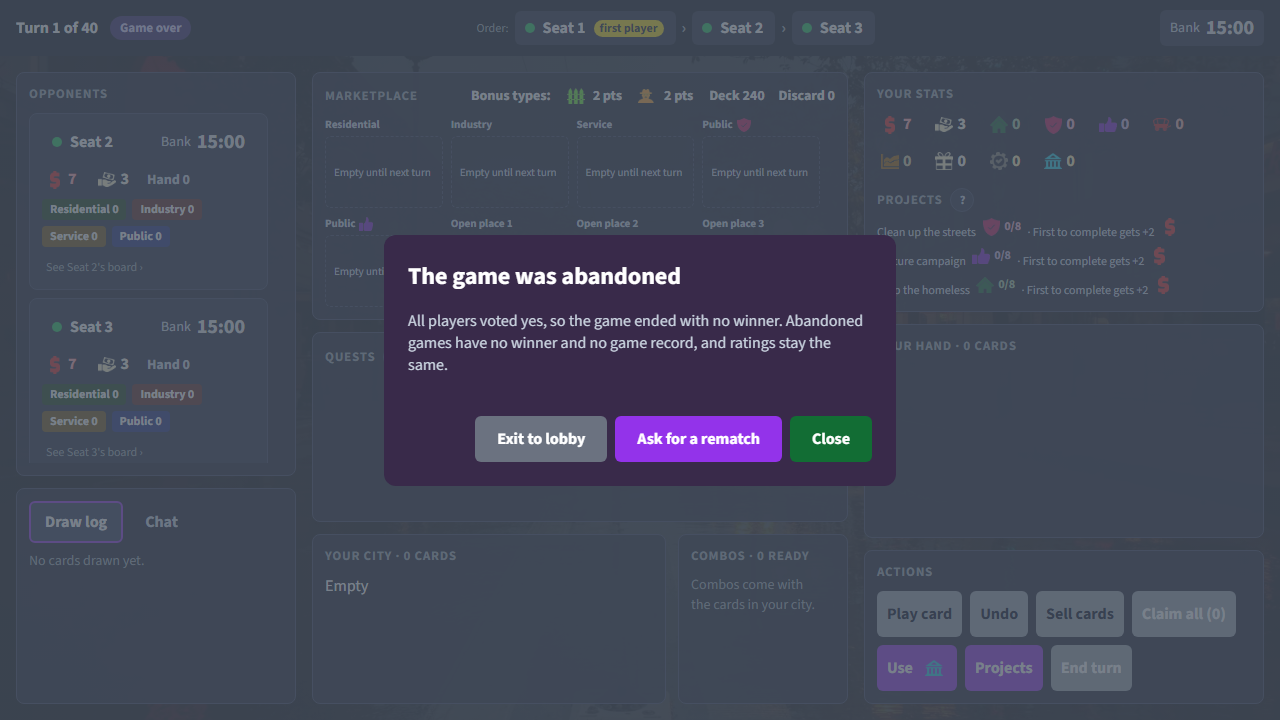 Turn 1 of 40 Game over
Order: Seat 1 first player › Seat 2 › Seat 3
Bank 15:00
OPPONENTS
Seat 2 Bank 15:00
7 3 Hand 0
Residential 0 Industry 0
Service 0 Public 0
See Seat 2's board ›
Seat 3 Bank 15:00
7 3 Hand 0
Residential 0 Industry 0
Service 0 Public 0
See Seat 3's board ›
Draw log Chat
No cards drawn yet.
MARKETPLACE Bonus types: 2 pts 2 pts Deck 240 Discard 0
Residential Industry Service Public
Empty until next turn Empty until next turn Empty until next turn Empty until next turn
Public Open place 1 Open place 2 Open place 3
QUESTS
The game was abandoned
All players voted yes, so the game ended with no winner. Abandoned
games have no winner and no game record, and ratings stay the
same.
Exit to lobby Ask for a rematch Close
YOUR CITY · 0 CARDS
Empty
COMBOS · 0 READY
Combos come with
the cards in your city.
YOUR STATS
7 3 0 0 0 0
0 0 0 0
PROJECTS ?
Clean up the streets 0/8 · First to complete gets +2
campaign 0/8 · First to complete gets +2
the homeless 0/8 · First to complete gets +2
HAND · 0 CARDS
ACTIONS
Play card Undo Sell cards Claim all (0)
Use Projects End turn